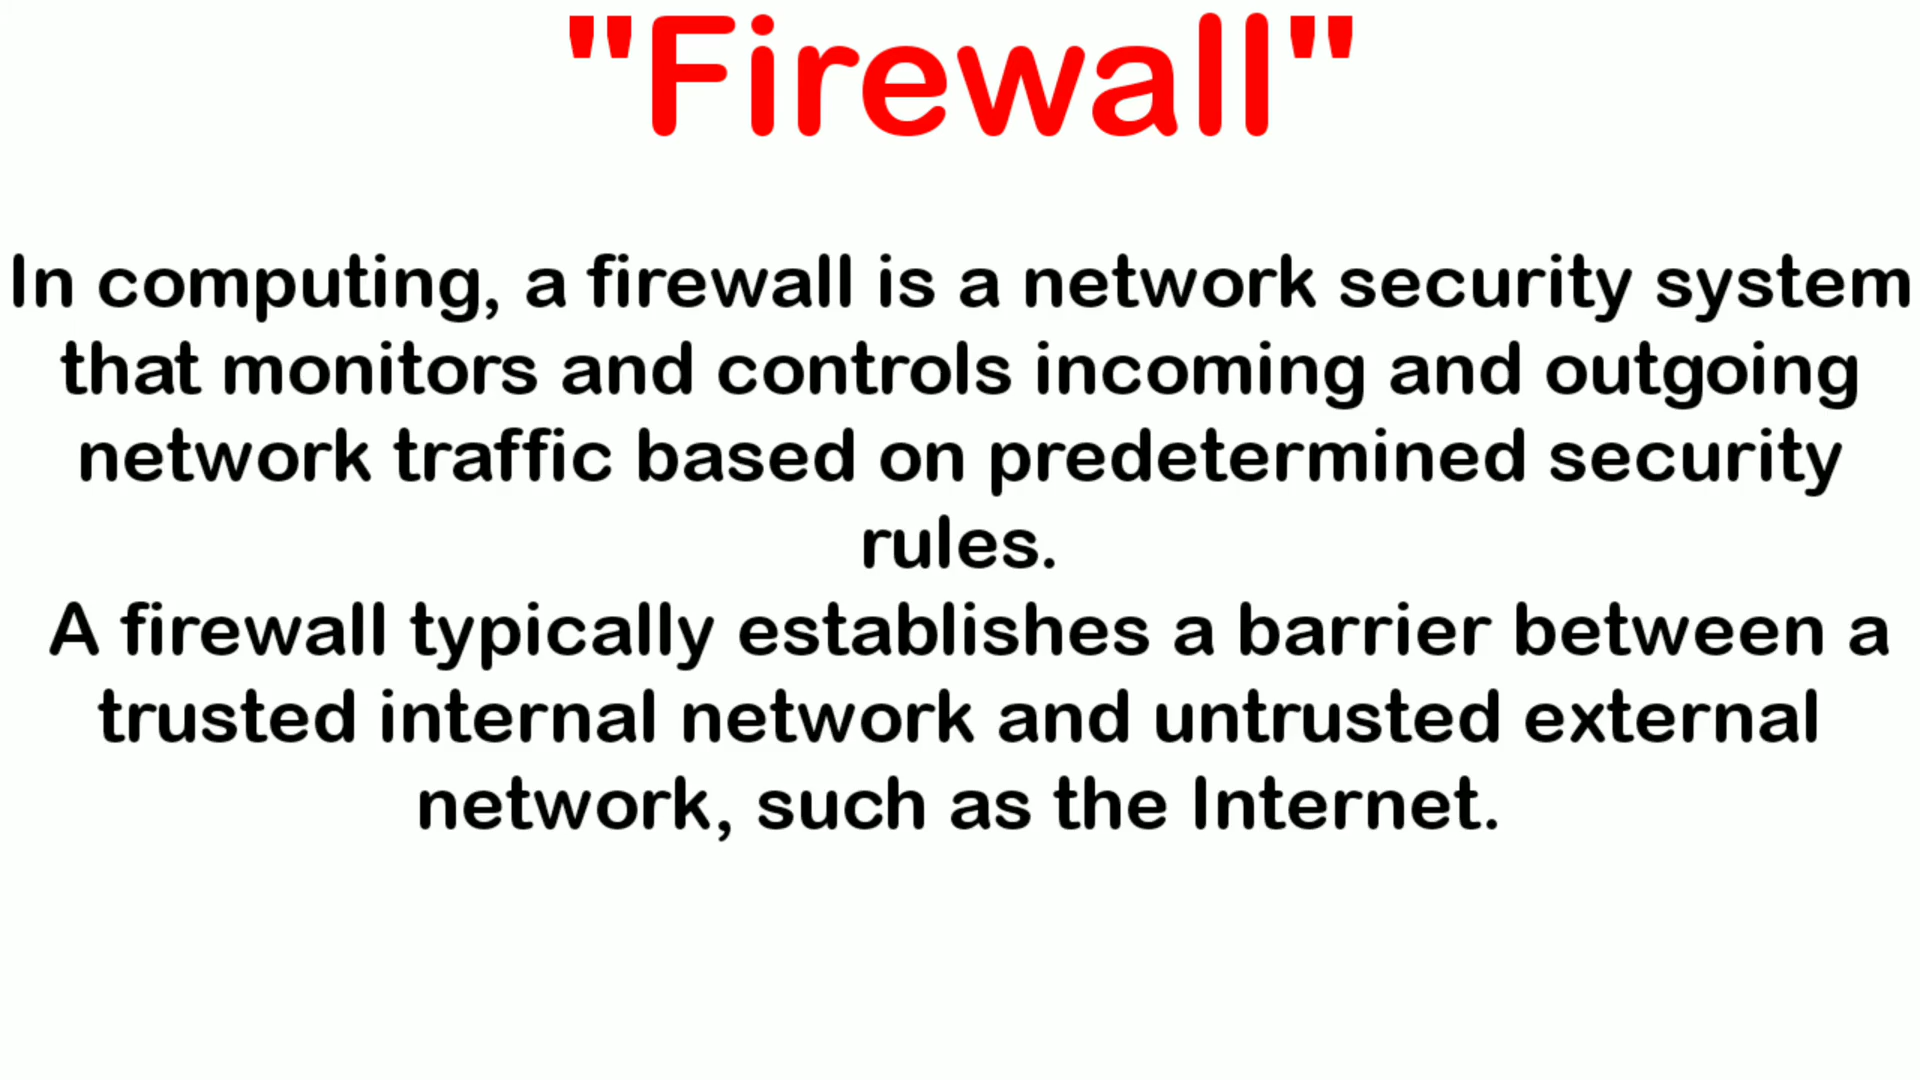 "Firewall"
In computing, a firewall is a network security system
that monitors and controls incoming and outgoing
network traffic based on predetermined security
rules.
A firewall typically establishes a barrier between a
trusted internal network and untrusted external
network, such as the Internet.